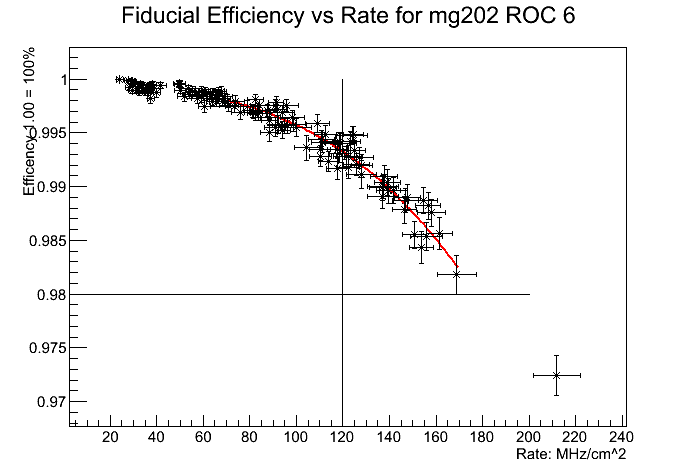 Fiducial Efficiency vs Rate for mg202 ROC 6
Efficency 1.00 = 100%
1
0.995
0.99
0.985
0.98
0.975
0.97
20 40 60 80 100 120 140 160 180 200 220 240
Rate: MHz/cm^2